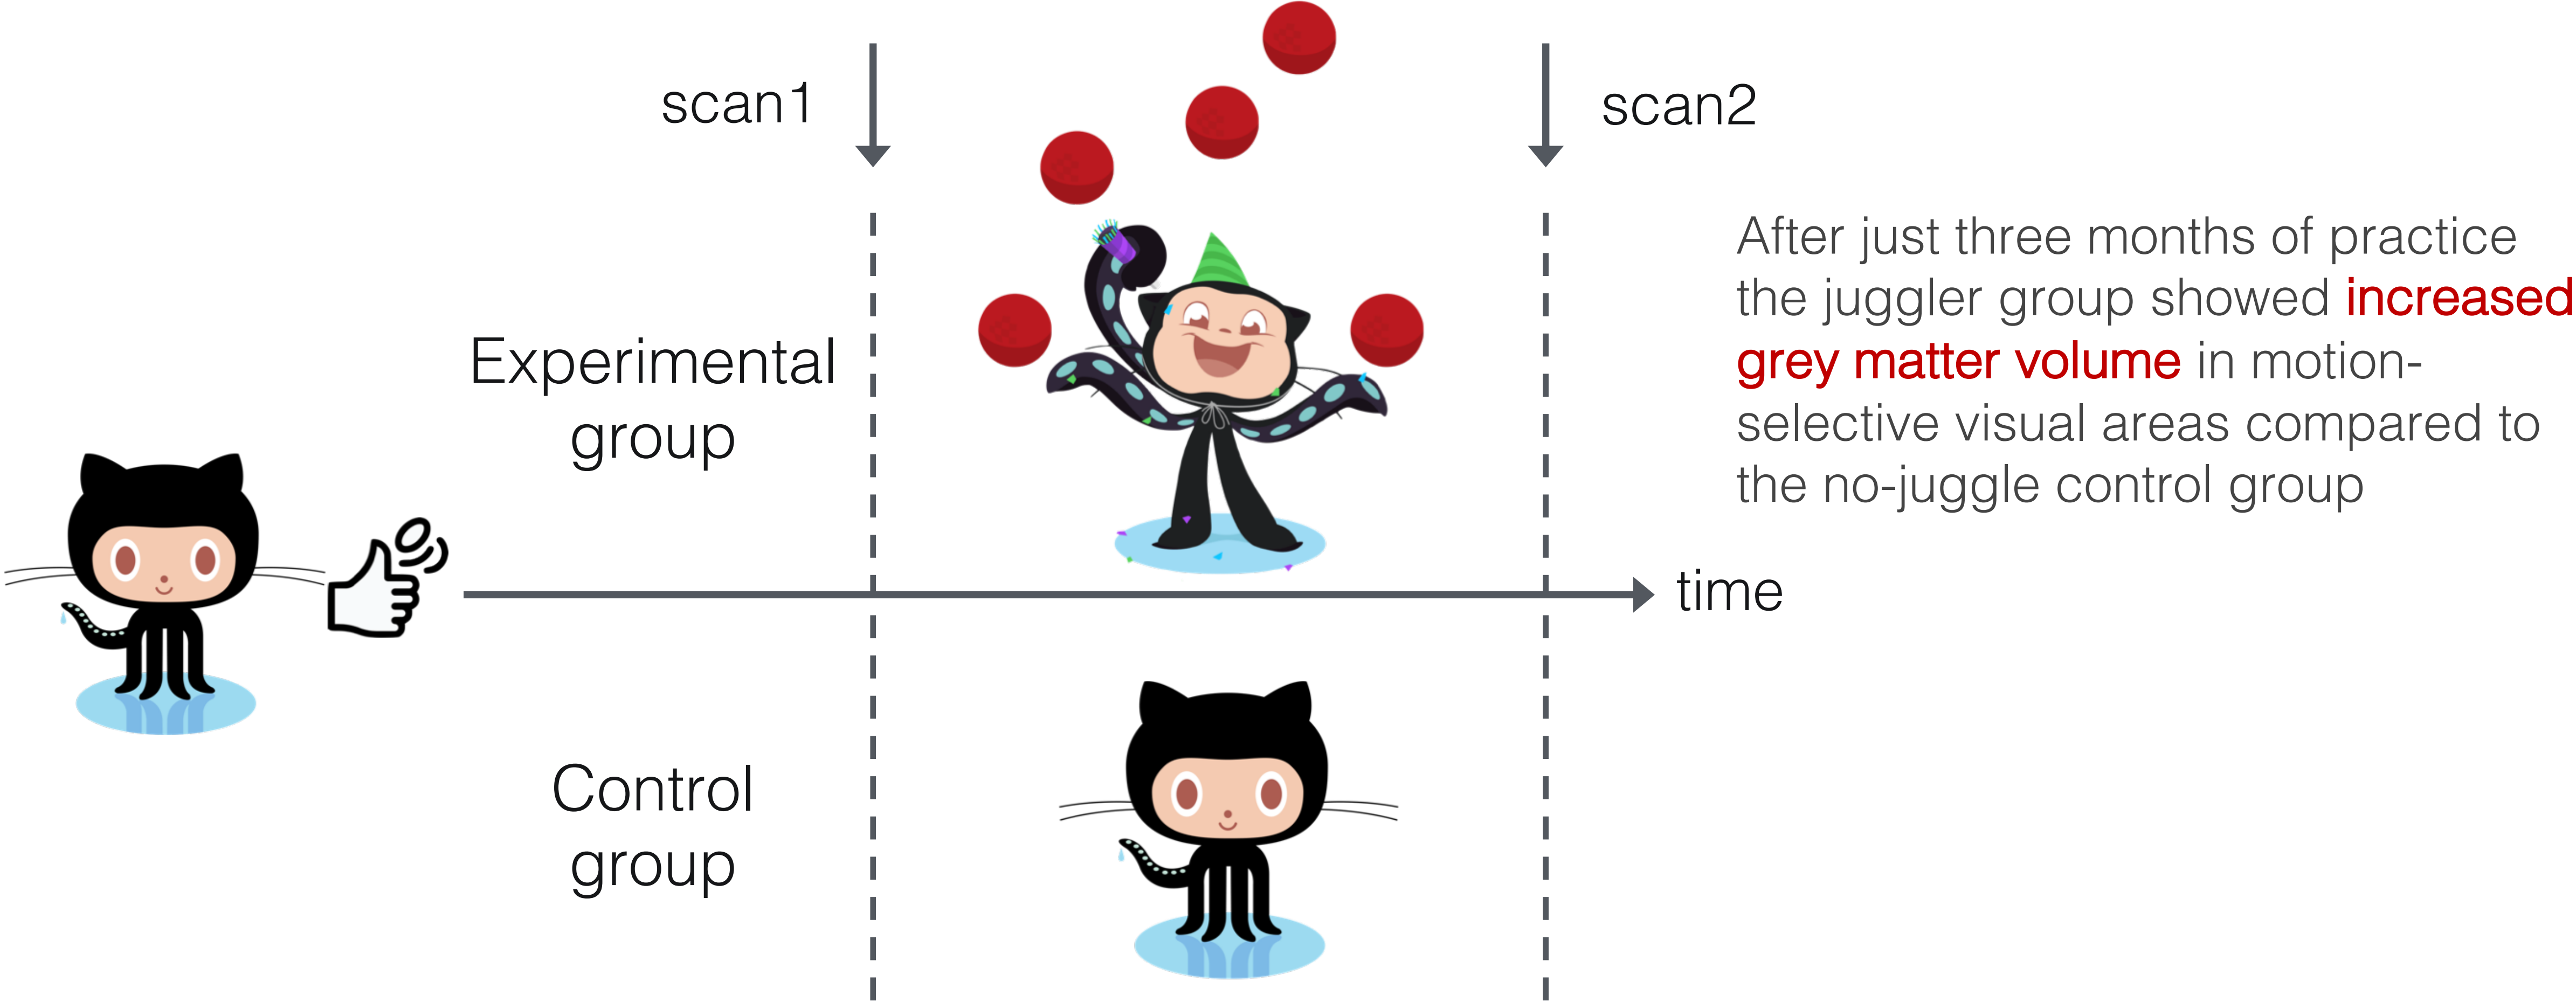 scan1
scan2
Experimental
group
After just three months of practice
the juggler group showed increased
grey matter volume in motion-
selective visual areas compared to
the no-juggle control group
time
Control
group